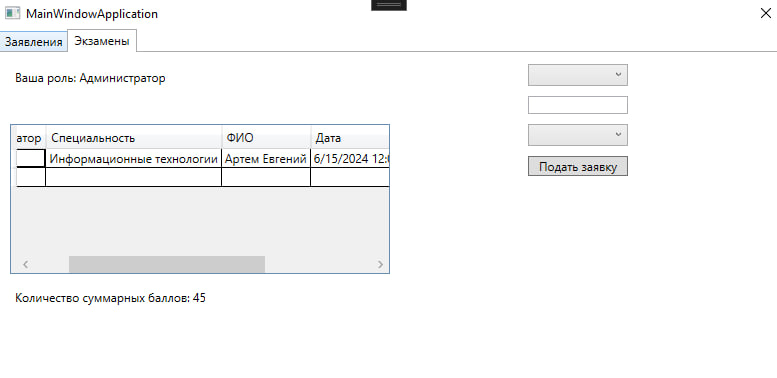 MainWindowApplication
Заявления Экзамены
Ваша роль: Администратор
атор Специальность ФИО Дата
Информационные технологии Артем Евгений 6/15/2024 12:0
Подать заявку
Количество суммарных баллов: 45